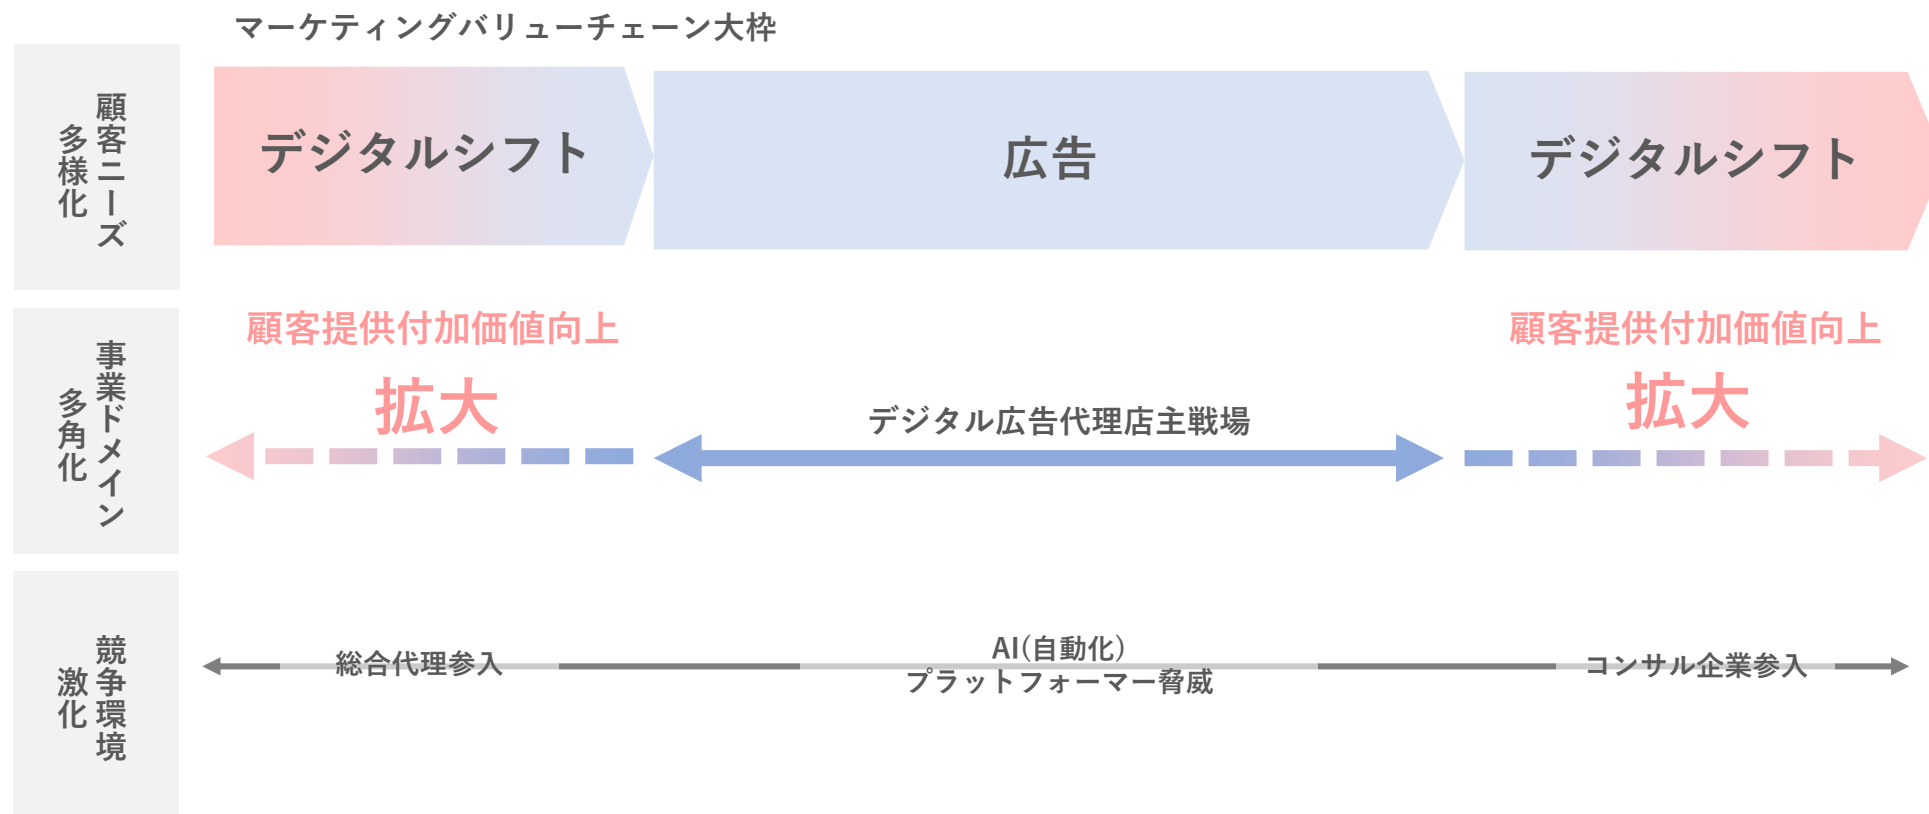 マーケティングバリューチェーン大枠
顧客ニーズ
多様化
デジタルシフト
広告
デジタルシフト
事業ドメイン
多角化
顧客提供付加価値向上
拡大
デジタル広告代理店主戦場
顧客提供付加価値向上
拡大
競争環境
激化
総合代理参入
AI(自動化)
プラットフォーマー脅威
コンサル企業参入